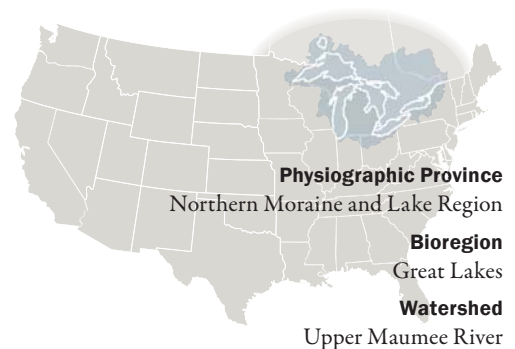 Physiographic Province
Northern Moraine and Lake Region
Bioregion
Great Lakes
Watershed
Upper Maumee River